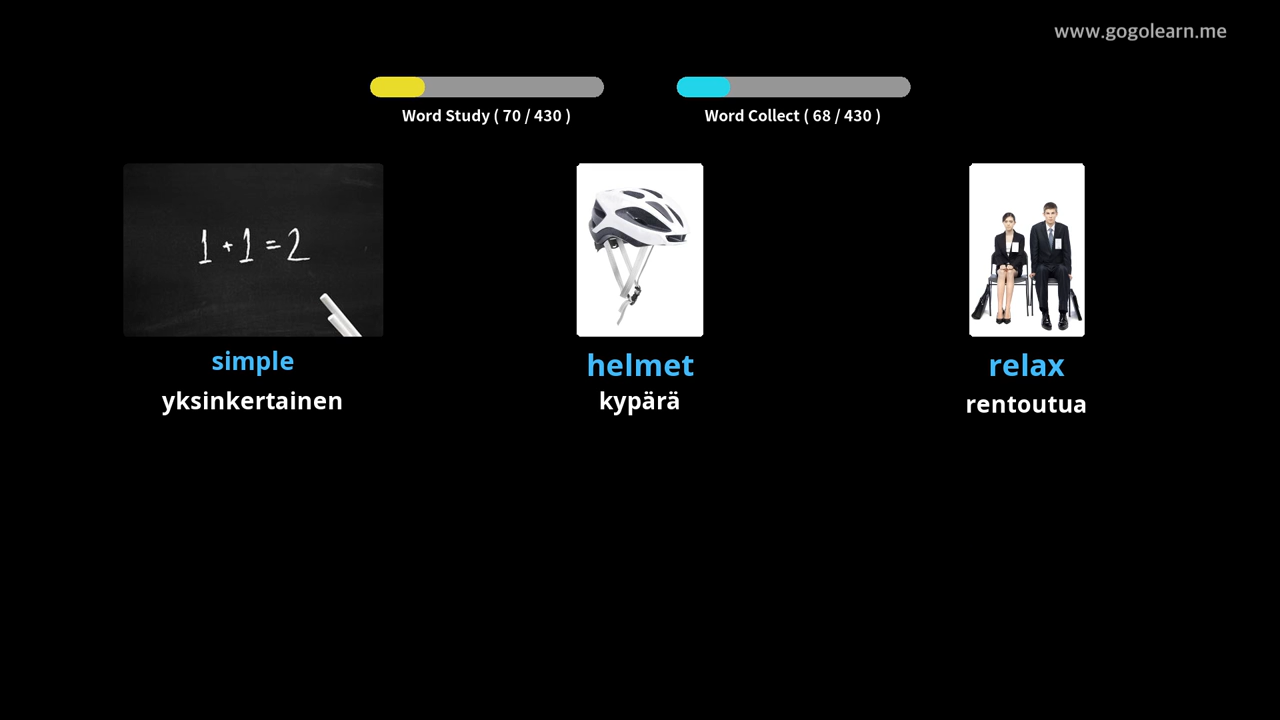 www.gogolearn.me
Word Study ( 70 / 430 )
Word Collect ( 68 / 430 )
1 + 1 = 2
simple
yksinkertainen
helmet
kypärä
relax
rentoutua